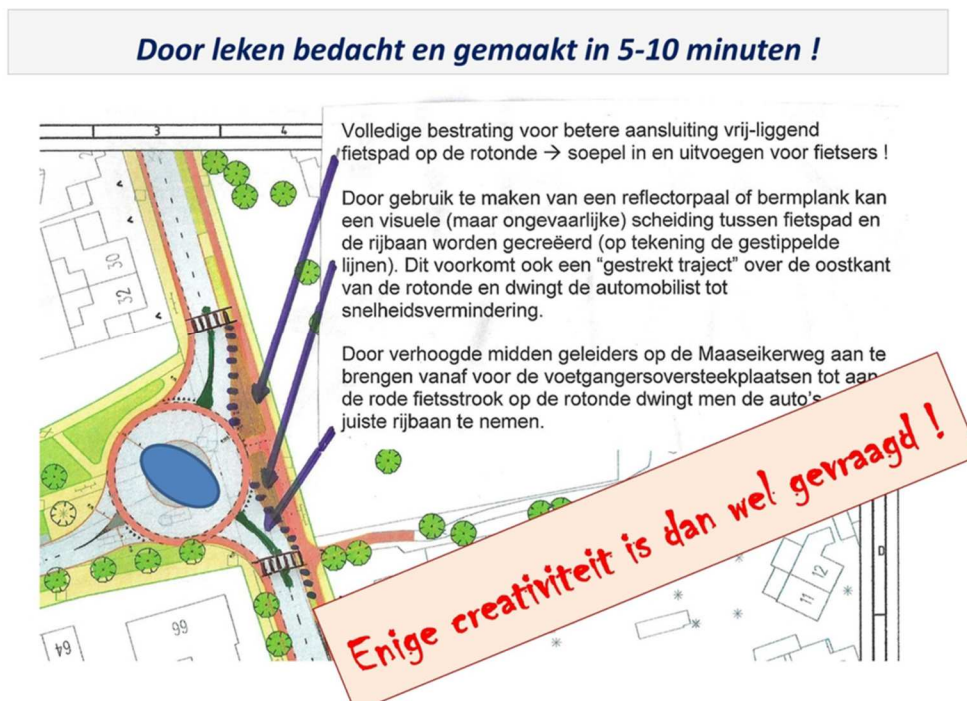 Door leken bedacht en gemaakt in 5-10 minuten !
3
4
Volledige bestrating voor betere aansluiting vrij-liggend
fietspad op de rotonde → soepel in en uitvoegen voor fietsers !
Door gebruik te maken van een reflectorpaal of bermplank kan
een visuele (maar ongevaarlijke) scheiding tussen fietspad en
de rijbaan worden gecreëerd (op tekening de gestippelde
lijnen). Dit voorkomt ook een “gestrekt traject” over de oostkant
van de rotonde en dwingt de automobilist tot
snelheidsvermindering.
Door verhoogde midden geleiders op de Maaseikerweg aan te
brengen vanaf voor de voetgangersoversteekplaatsen tot aan
de rode fietsstrook op de rotonde dwingt men de auto’s
juiste rijbaan te nemen.
30
32
Enige creativiteit is dan wel gevraagd !
D
12
11
66
64